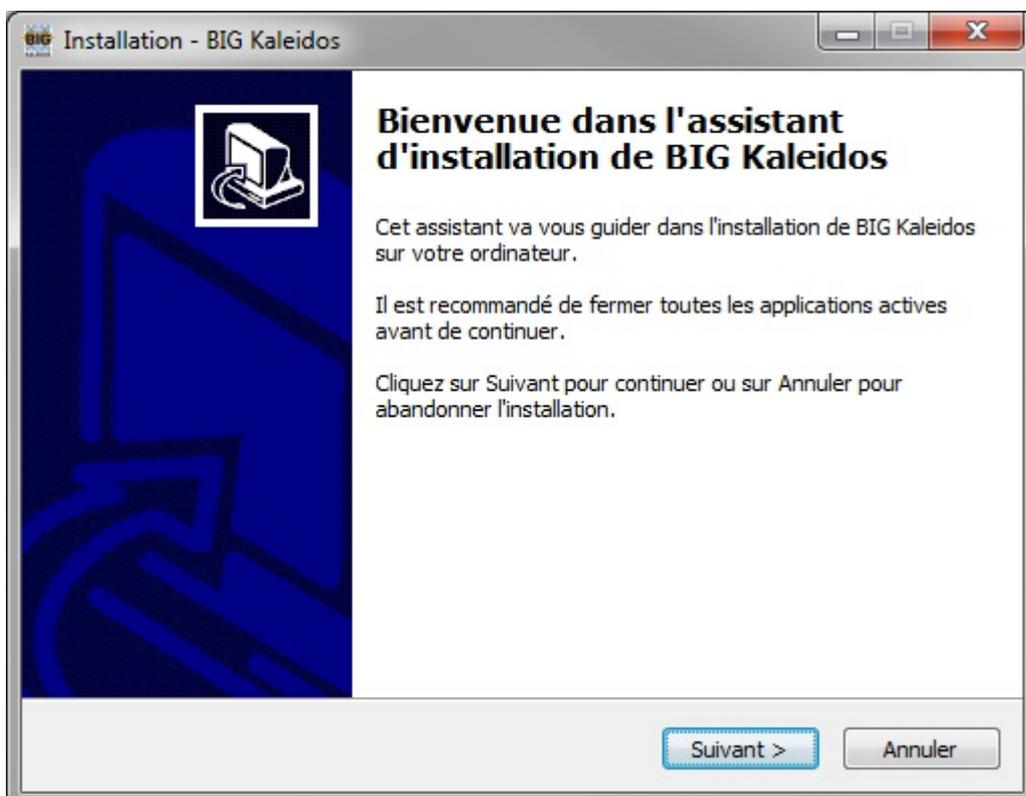 BIG
Installation - BIG Kaleidos
Bienvenue dans l'assistant
d'installation de BIG Kaleidos
Cet assistant va vous guider dans l'installation de BIG Kaleidos
sur votre ordinateur.
Il est recommandé de fermer toutes les applications actives
avant de continuer.
Cliquez sur Suivant pour continuer ou sur Annuler pour
abandonner l'installation.
Suivant >
Annuler